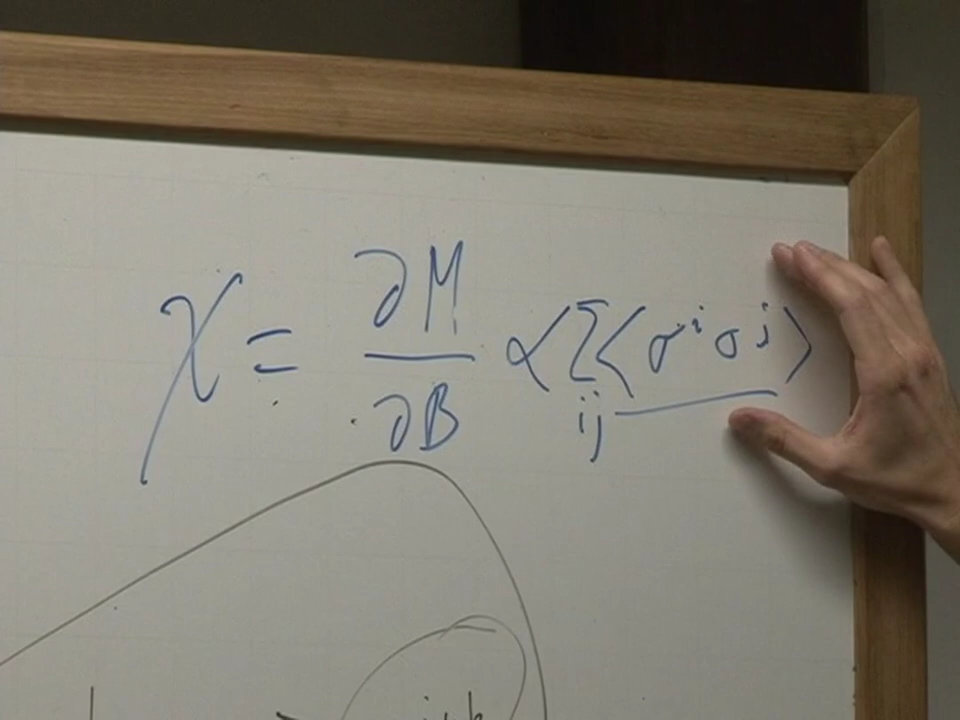 χ = ∂M/∂B ∝ ⟨Σ_ij⟨σ^i σ^j⟩